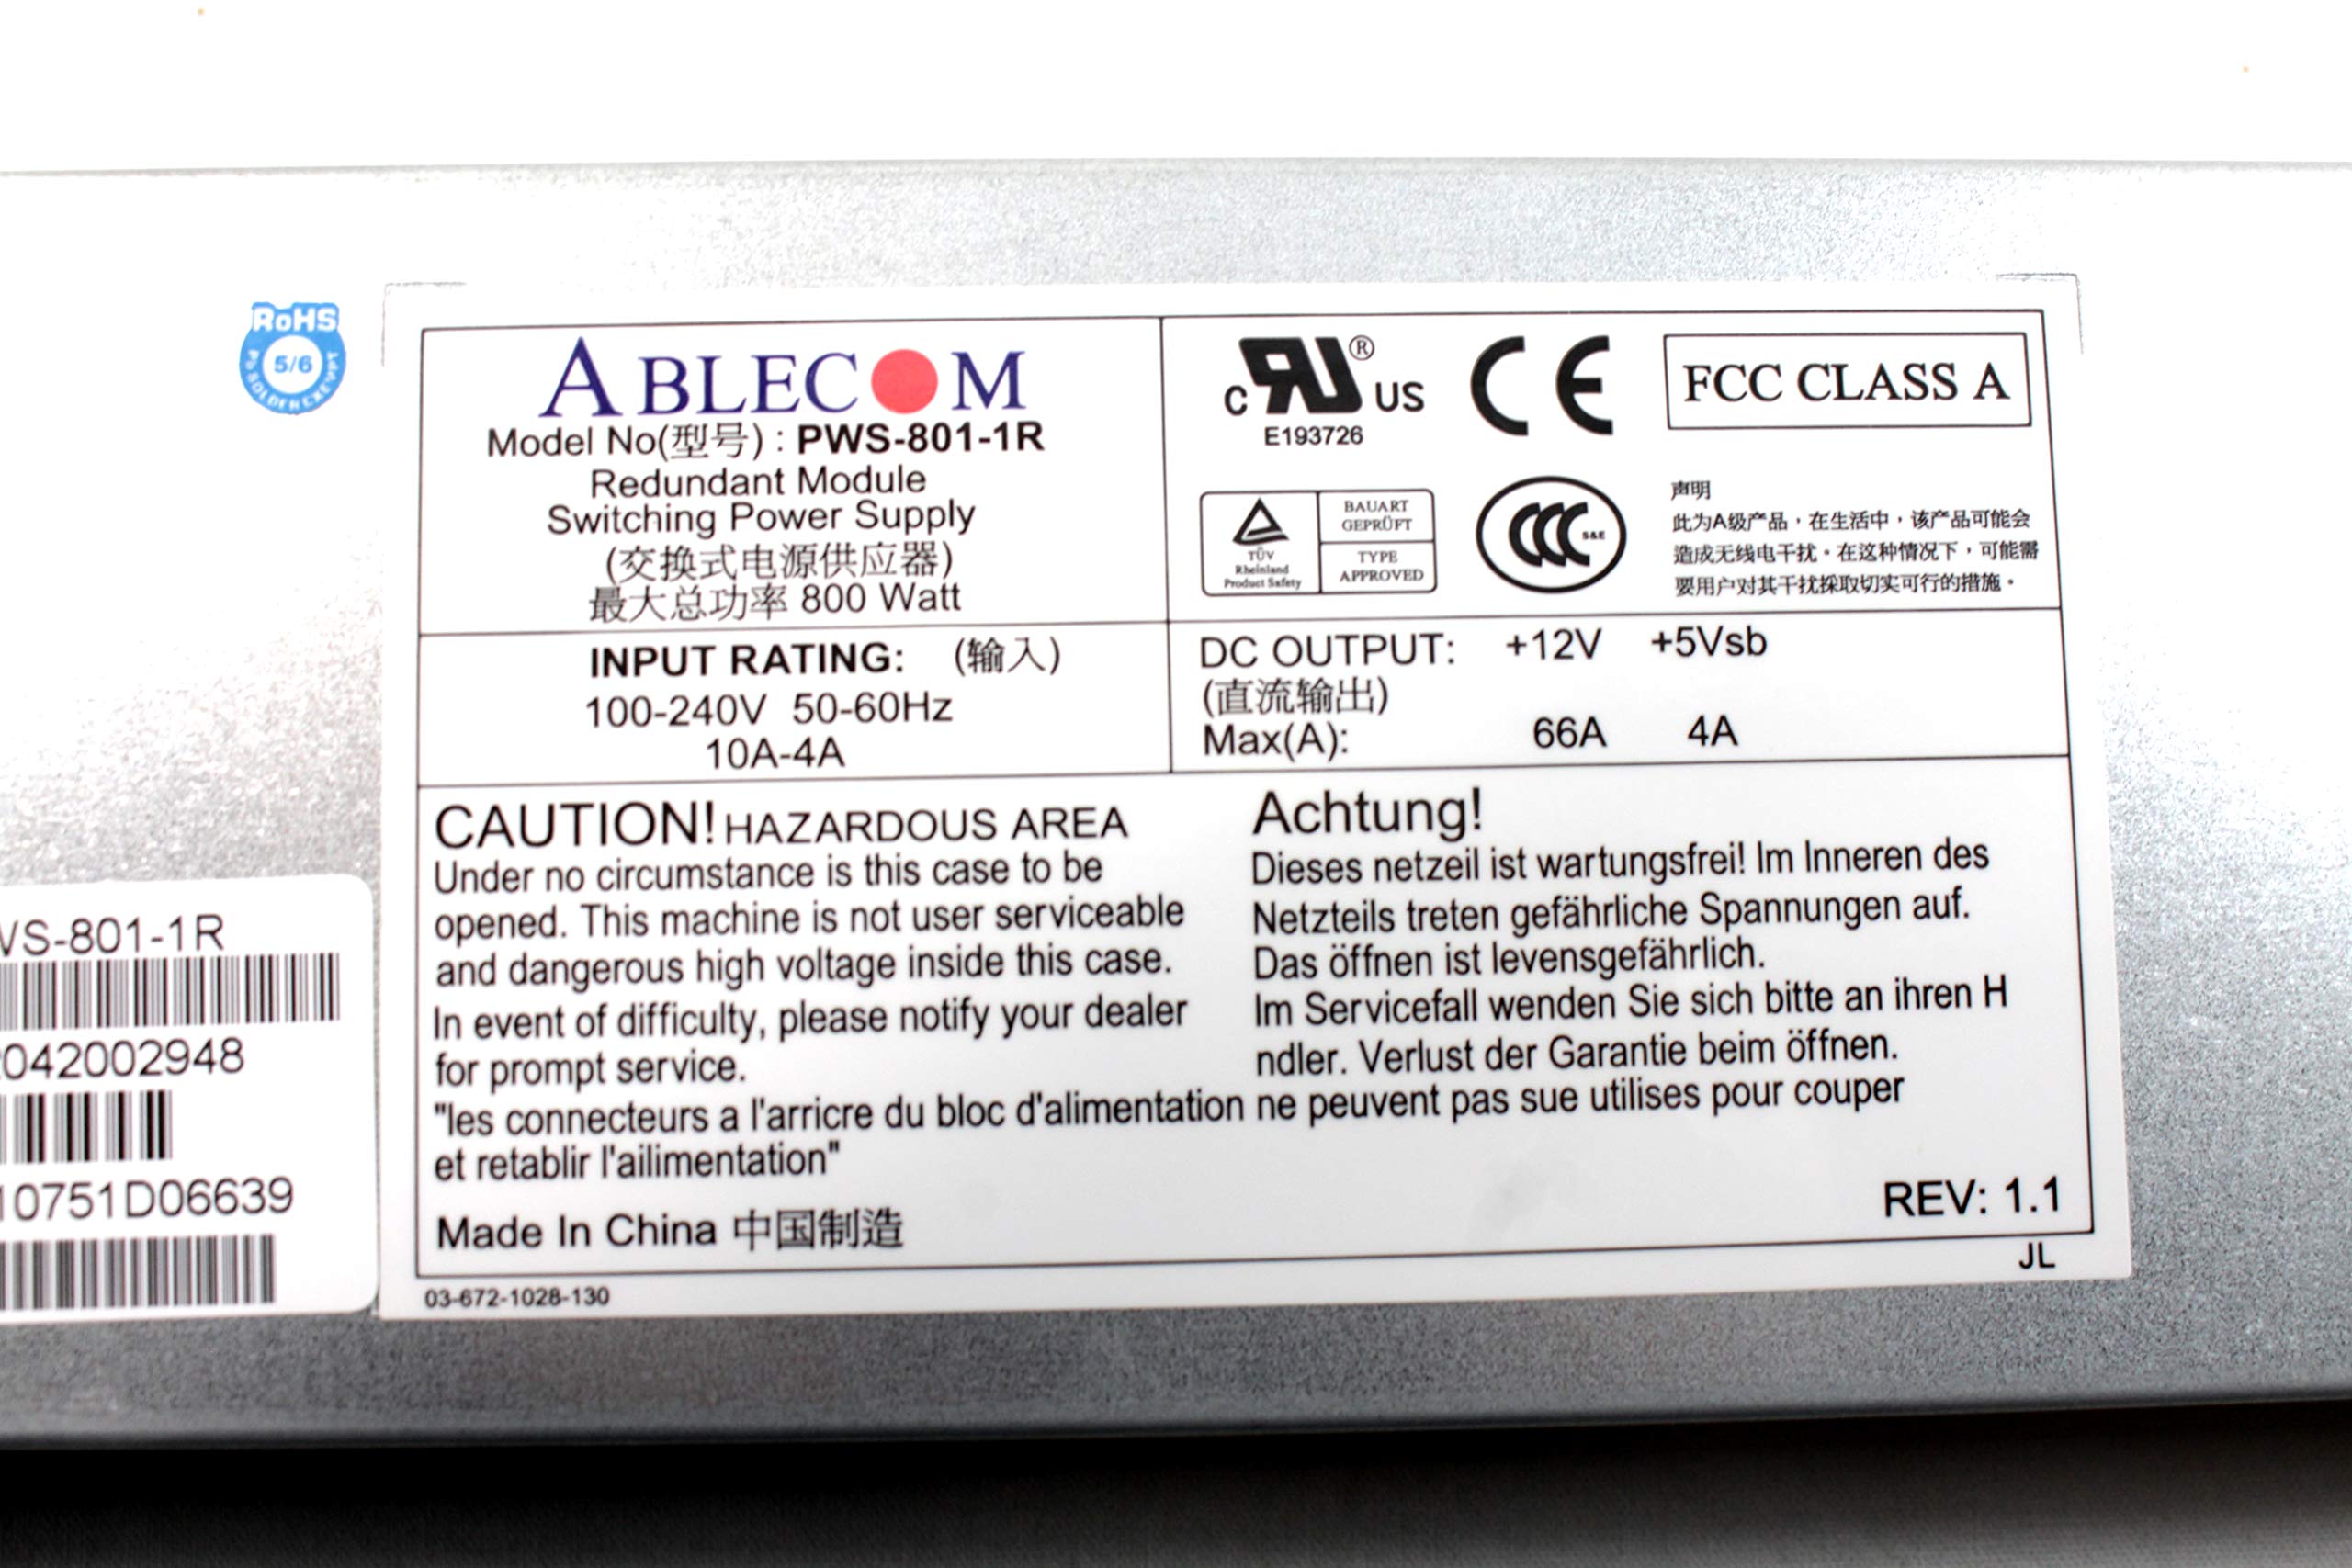 RoHS
5/6
ABLECOM
Model No(型号) : PWS-801-1R
Redundant Module
Switching Power Supply
(交换式电源供应器)
最大总功率 800 Watt
c RU ® US
E193726
CE
FCC CLASS A
TÜV
Rheinland
Product Safety
BAUART
GEPRÜFT
TYPE
APPROVED
CCC S&E
声明
此为A级产品，在生活中，该产品可能会
造成无线电干扰。在这种情况下，可能需
要用户对其干扰採取切实可行的措施。
INPUT RATING: (输入)
100-240V 50-60Hz
10A-4A
DC OUTPUT: +12V +5Vsb
(直流输出)
Max(A): 66A 4A
CAUTION! HAZARDOUS AREA
Under no circumstance is this case to be
opened. This machine is not user serviceable
and dangerous high voltage inside this case.
In event of difficulty, please notify your dealer
for prompt service.
Achtung!
Dieses netzeil ist wartungsfrei! Im Inneren des
Netzteils treten gefährliche Spannungen auf.
Das öffnen ist levensgefährlich.
Im Servicefall wenden Sie sich bitte an ihren H
ndler. Verlust der Garantie beim öffnen.
"les connecteurs a l'arricre du bloc d'alimentation ne peuvent pas sue utilises pour couper
et retablir l'ailimentation"
Made In China 中国制造
REV: 1.1
JL
03-672-1028-130
WS-801-1R
042002948
10751D06639